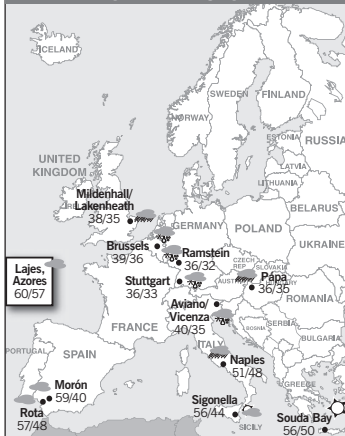 ICELAND
SWEDEN
FINLAND
NORWAY
ESTONIA
RUSSIA
LATVIA
LITHUANIA
UNITED
KINGDOM
Mildenhall/
Lakenheath
38/35
BELARUS
GERMANY
POLAND
Brussels
39/36
Ramstein
36/32
UKRAINE
CZECH
REP
SLOVAKIA
Lajes,
Azores
60/57
Stuttgart
36/33
Pápa
36/35
Aviano/
Vicenza
40/35
ROMANIA
FRANCE
BOSNIA
SERBIA
BULGARIA
ITALY
PORTUGAL
SPAIN
Naples
51/48
Morón
59/40
GREECE
Sigonella
56/44
Rota
57/48
SICILY
Souda Bay
56/50